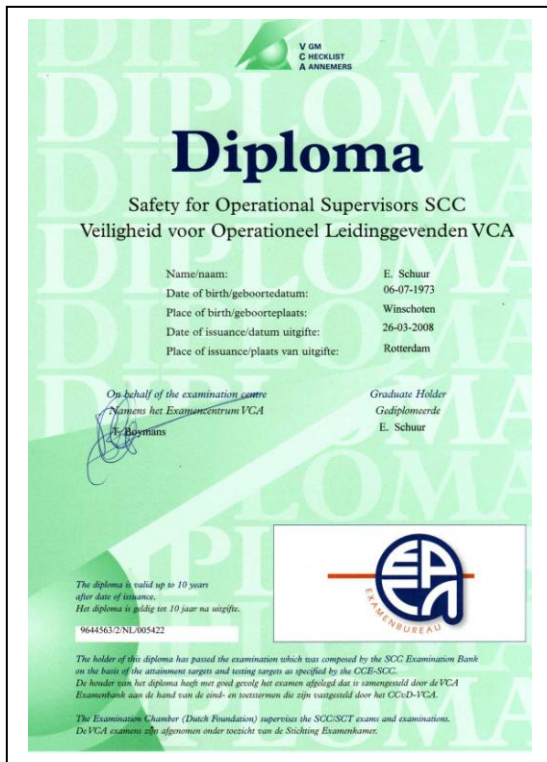 V GM
C HECKLIST
A ANNEMERS
Diploma
Safety for Operational Supervisors SCC
Veiligheid voor Operationeel Leidinggevenden VCA
Name/naam: E. Schuur
Date of birth/geboortedatum: 06-07-1973
Place of birth/geboorteplaats: Winschoten
Date of issuance/datum uitgifte: 26-03-2008
Place of issuance/plaats van uitgifte: Rotterdam
On behalf of the examination centre
Namens het Examencentrum VCA
T. Boymans
Graduate Holder
Gediplomeerde
E. Schuur
EPCA
EXAMENBUREAU
The diploma is valid up to 10 years
after date of issuance.
Het diploma is geldig tot 10 jaar na uitgifte.
9644563/2/NL/005422
The holder of this diploma has passed the examination which was composed by the SCC Examination Bank
on the basis of the attainment targets and testing targets as specified by the CCE-SCC.
De houder van het diploma heeft met goed gevolg het examen afgelegd dat is samengesteld door de VCA
Examenbank aan de hand van de eind- en toetstermen die zijn vastgesteld door het CCvD-VCA.
The Examination Chamber (Dutch Foundation) supervises the SCC/SCT exams and examinations.
De VCA examens zijn afgenomen onder toezicht van de Stichting Examenkamer.